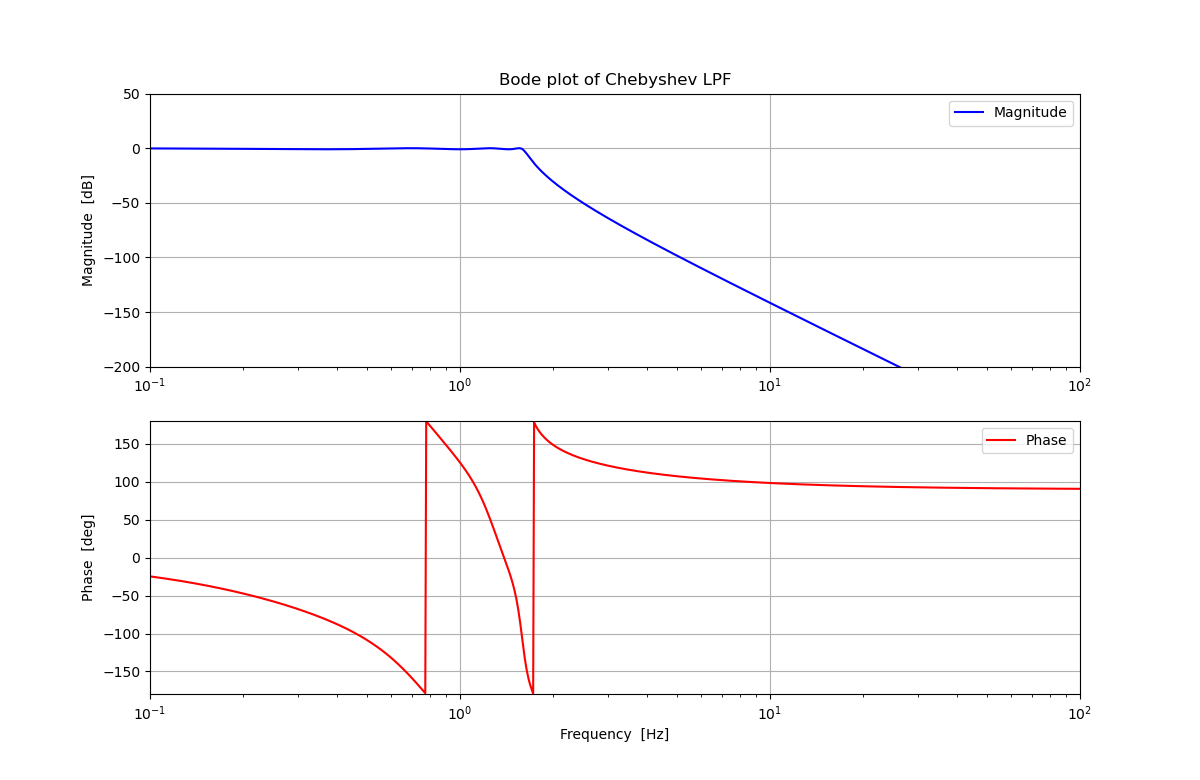 Bode plot of Chebyshev LPF
50
0
−50
−100
−150
−200
Magnitude [dB]
Magnitude
10⁻¹ 10⁰ 10¹ 10²
150
100
50
0
−50
−100
−150
Phase [deg]
Phase
10⁻¹ 10⁰ 10¹ 10²
Frequency [Hz]